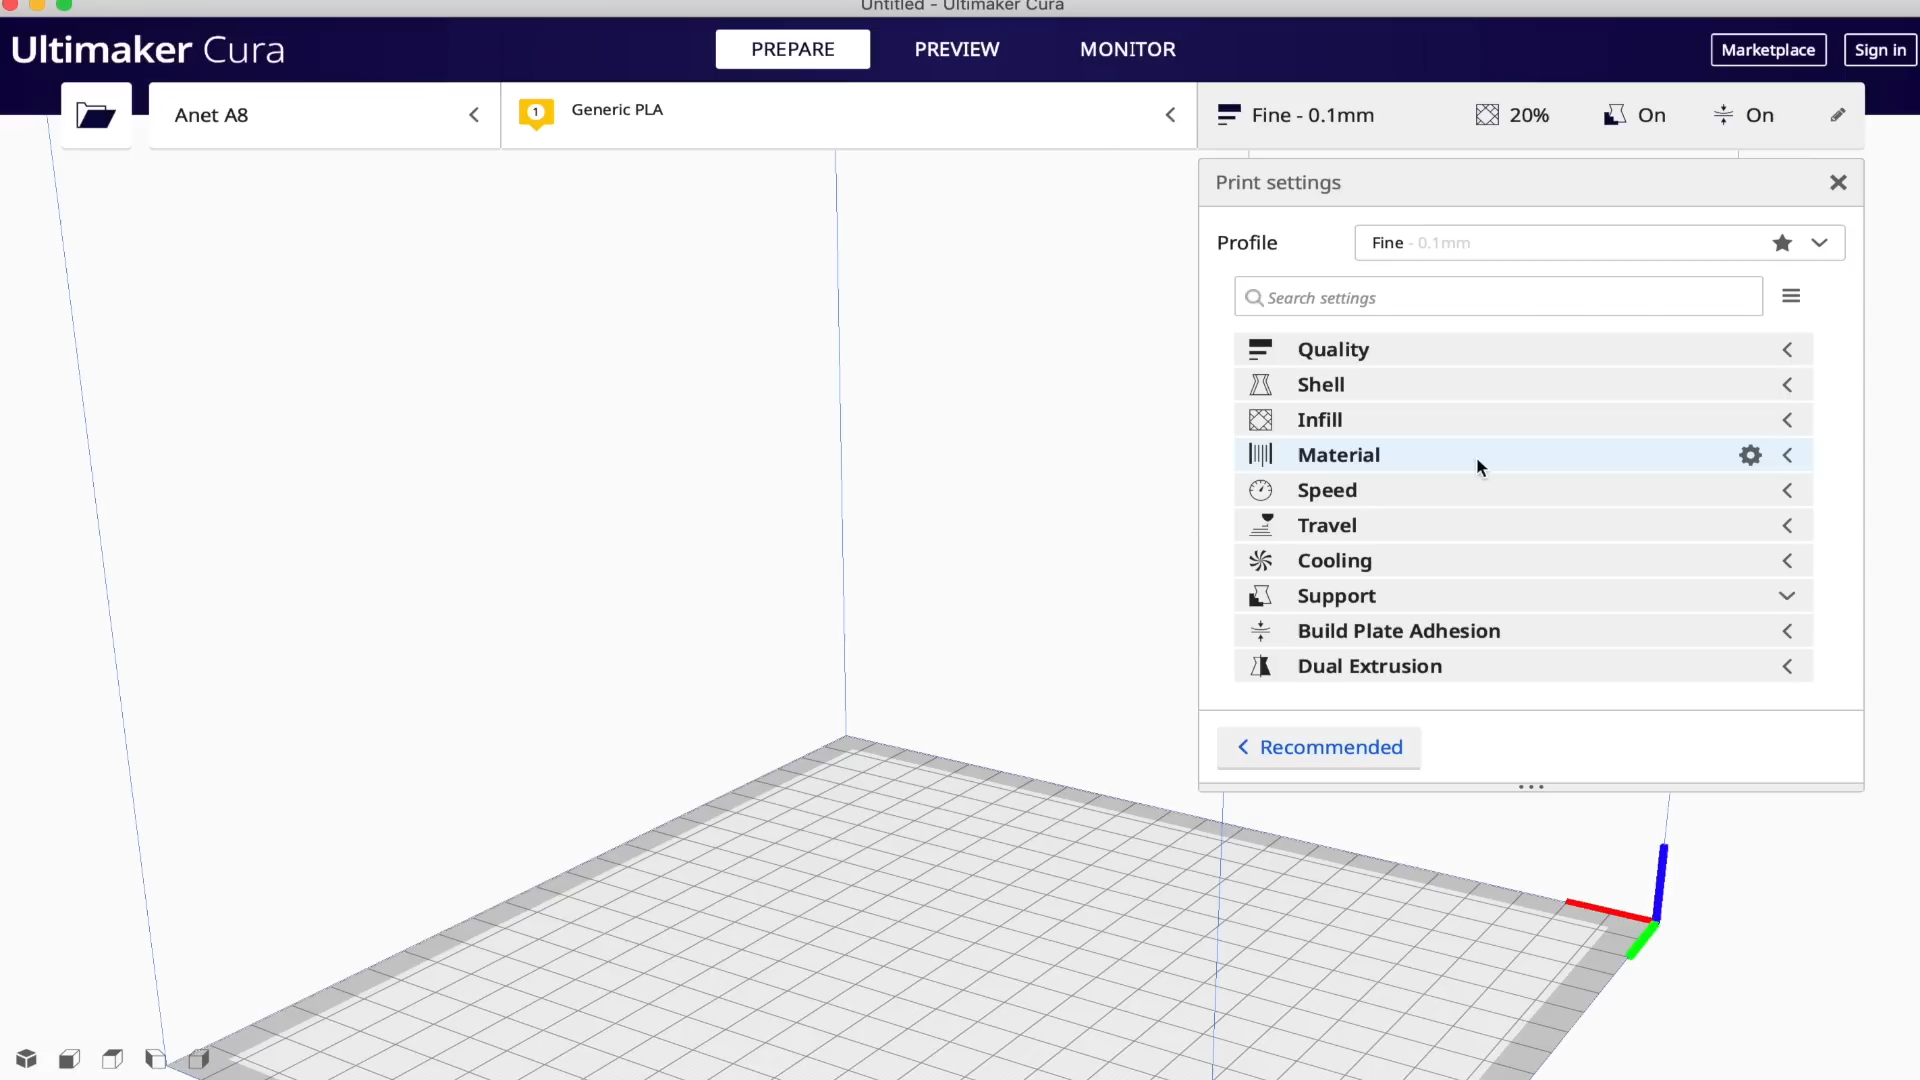 Untitled - Ultimaker Cura
Ultimaker Cura
PREPARE
PREVIEW
MONITOR
Marketplace
Sign in
Anet A8
1
Generic PLA
Fine - 0.1mm
20%
On
On
Print settings
Profile
Fine - 0.1mm
Search settings
Quality
Shell
Infill
Material
Speed
Travel
Cooling
Support
Build Plate Adhesion
Dual Extrusion
Recommended